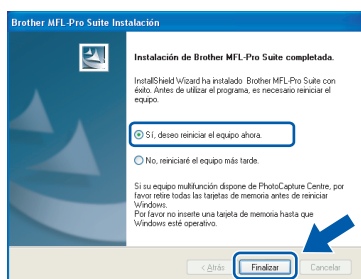 Brother MFL-Pro Suite Instalación
Instalación de Brother MFL-Pro Suite completada.
InstallShield Wizard ha instalado Brother MFL-Pro Suite con
éxito. Antes de utilizar el programa, es necesario reiniciar el
equipo.
Sí, deseo reiniciar el equipo ahora.
No, reiniciaré el equipo más tarde.
Si su equipo multifunción dispone de PhotoCapture Centre, por
favor retire todas las tarjetas de memoria antes de reiniciar
Windows.
Por favor no inserte una tarjeta de memoria hasta que
Windows esté operativo.
< Atrás
Finalizar
Cancelar